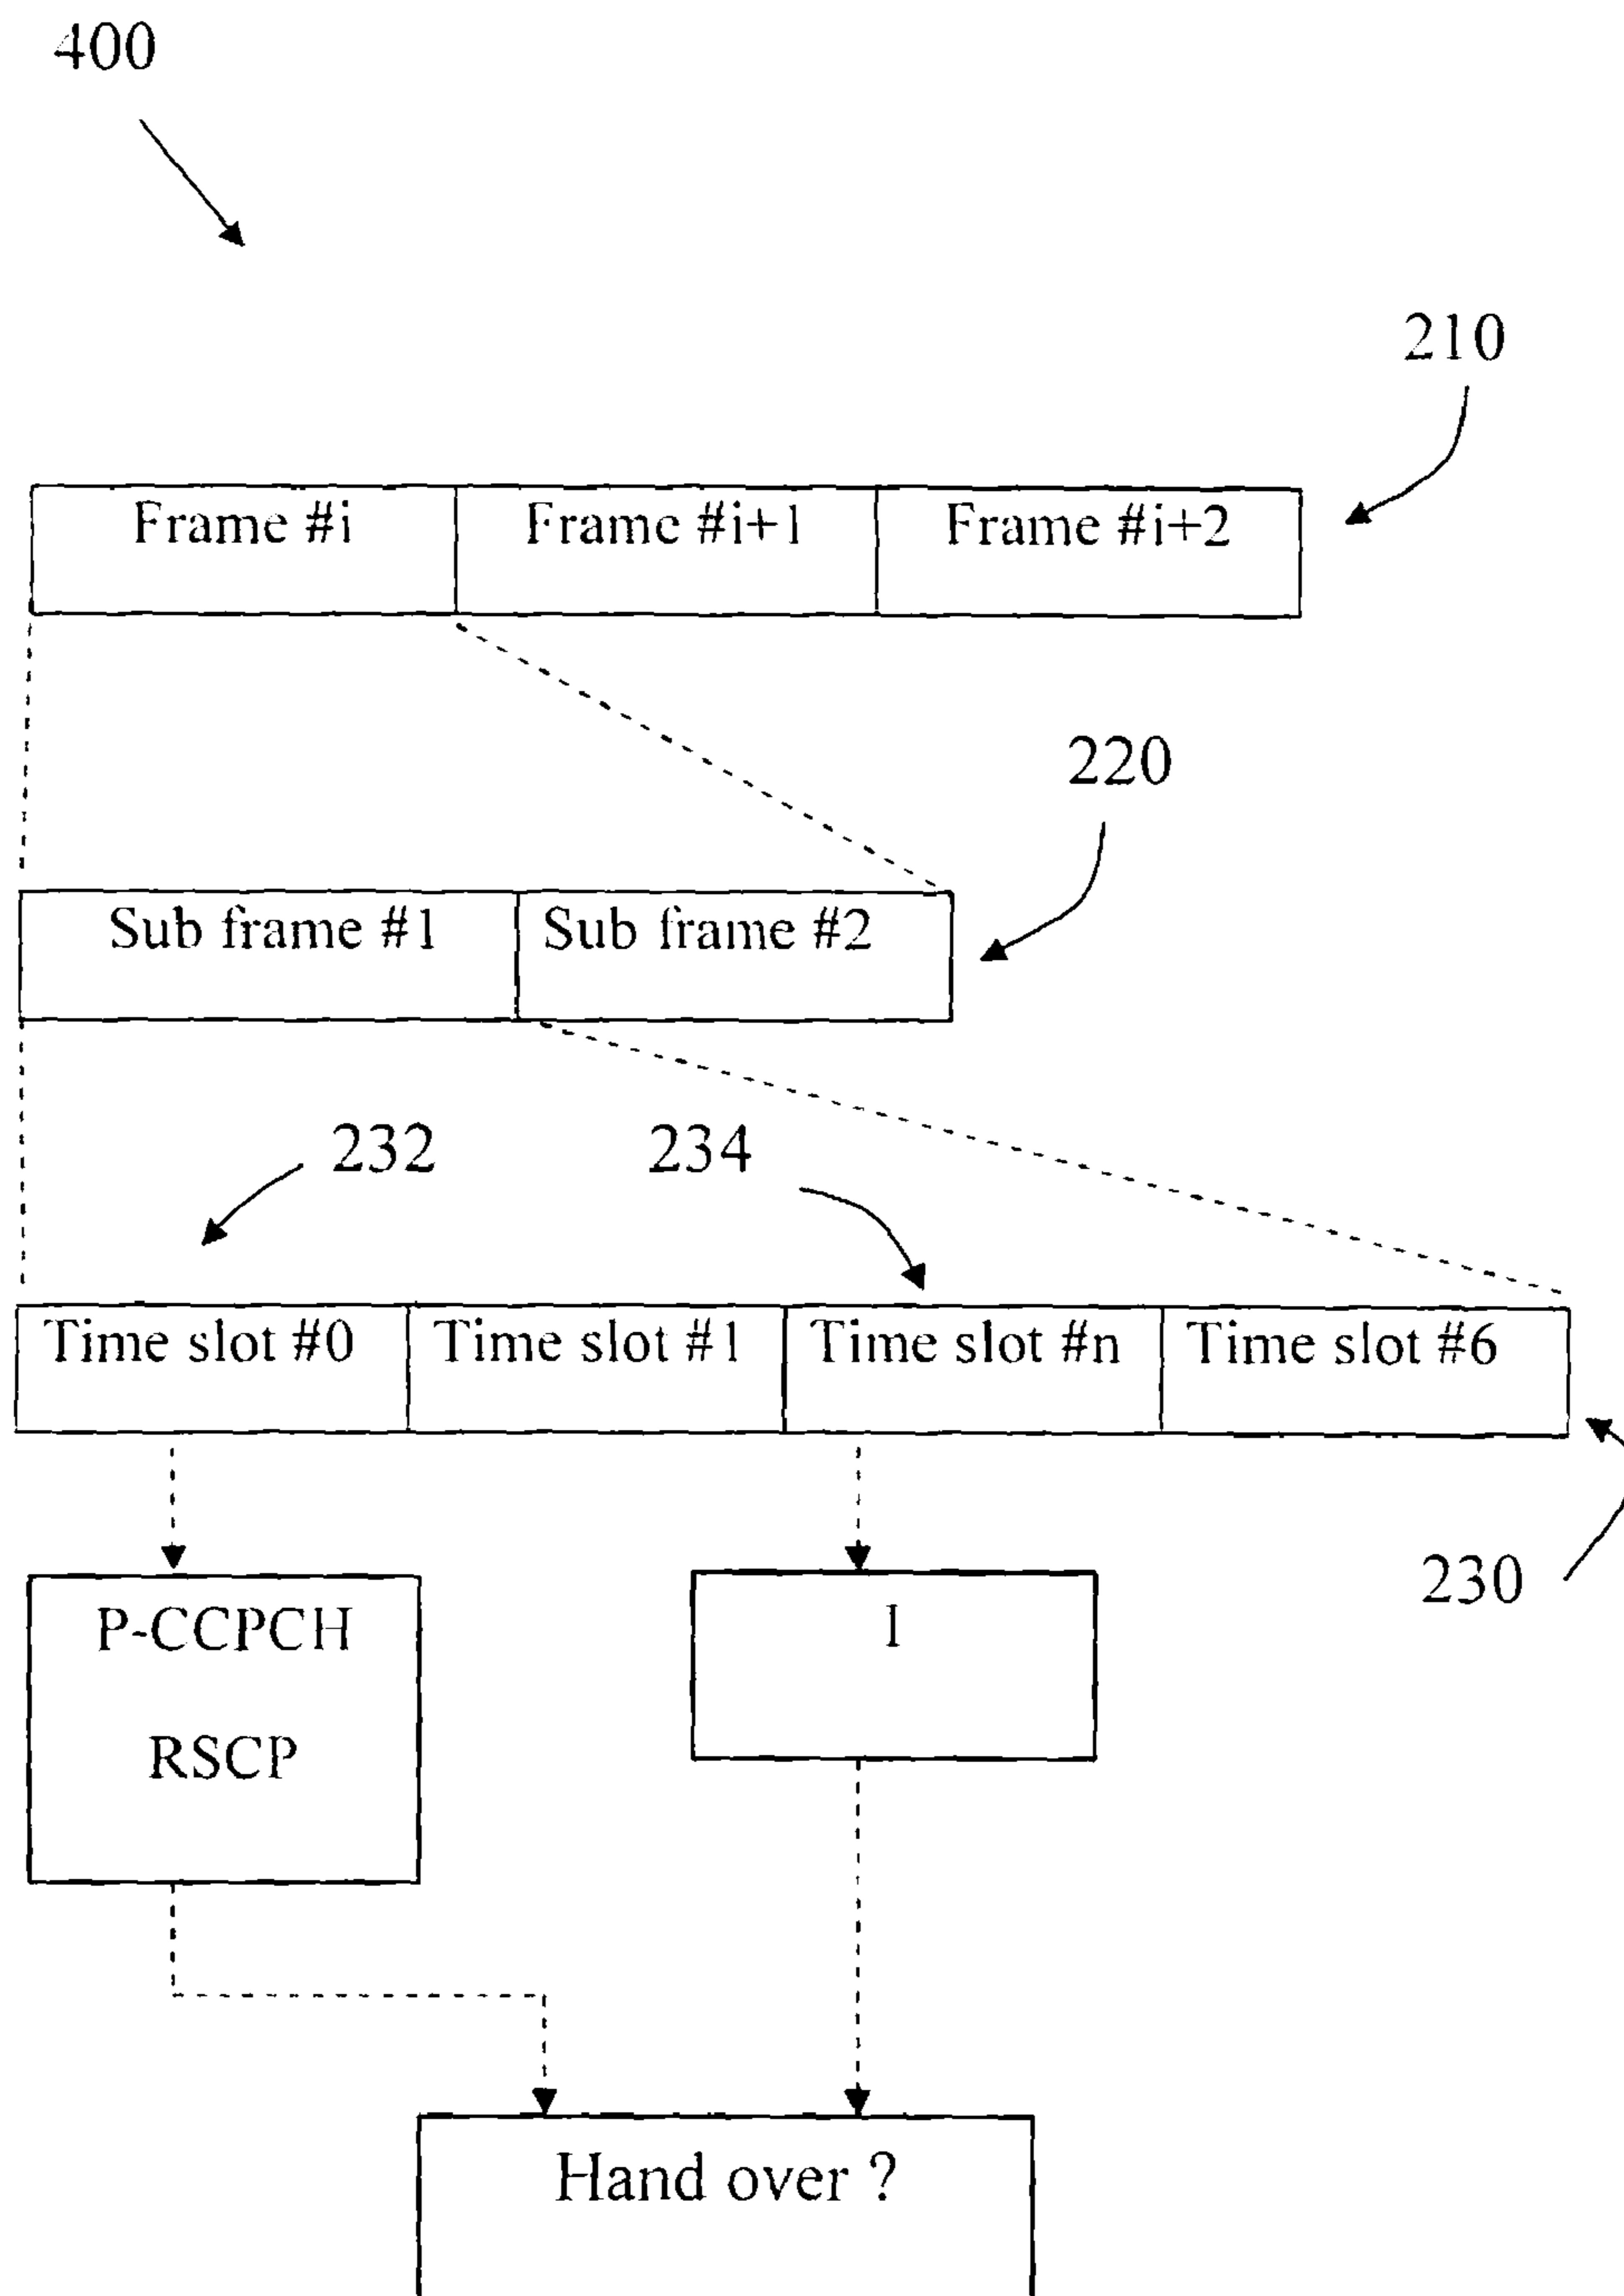 400
210
Frame #i Frame #i+1 Frame #i+2
220
Sub frame #1 Sub frame #2
232 234
Time slot #0 Time slot #1 Time slot #n Time slot #6
230
P-CCPCH
RSCP
I
Hand over ?